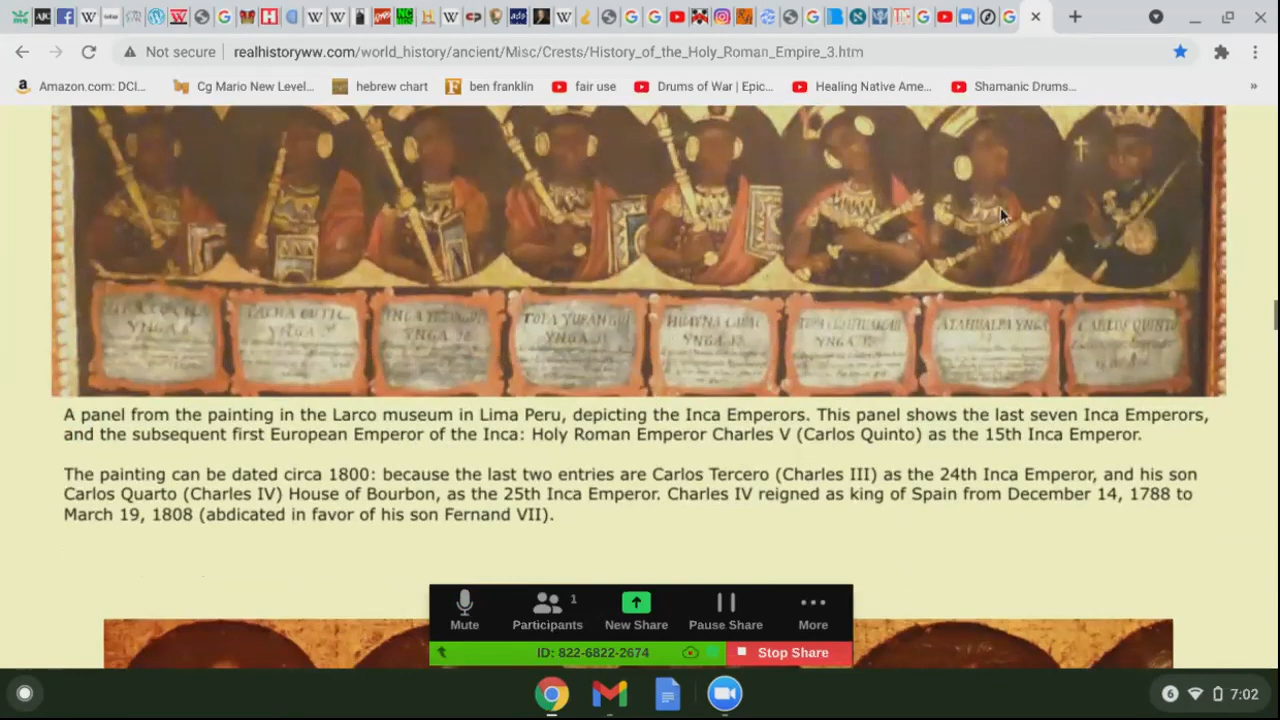 Not secure
realhistoryww.com/world_history/ancient/Misc/Crests/History_of_the_Holy_Roman_Empire_3.htm
Amazon.com: DCI...
Cg Mario New Level...
hebrew chart
ben franklin
fair use
Drums of War | Epic...
Healing Native Ame...
Shamanic Drums...
»
YNGA
YNGA
YNGA
TOPA YUPANGUI
YNGA
HUAYNA
YNGA
YNGA
ATAHUALPA YNGA
CARLOS QUINTO
A panel from the painting in the Larco museum in Lima Peru, depicting the Inca Emperors. This panel shows the last seven Inca Emperors,
and the subsequent first European Emperor of the Inca: Holy Roman Emperor Charles V (Carlos Quinto) as the 15th Inca Emperor.
The painting can be dated circa 1800: because the last two entries are Carlos Tercero (Charles III) as the 24th Inca Emperor, and his son
Carlos Quarto (Charles IV) House of Bourbon, as the 25th Inca Emperor. Charles IV reigned as king of Spain from December 14, 1788 to
March 19, 1808 (abdicated in favor of his son Fernand VII).
1
Mute
Participants
New Share
Pause Share
More
ID: 822-6822-2674
Stop Share
6
7:02